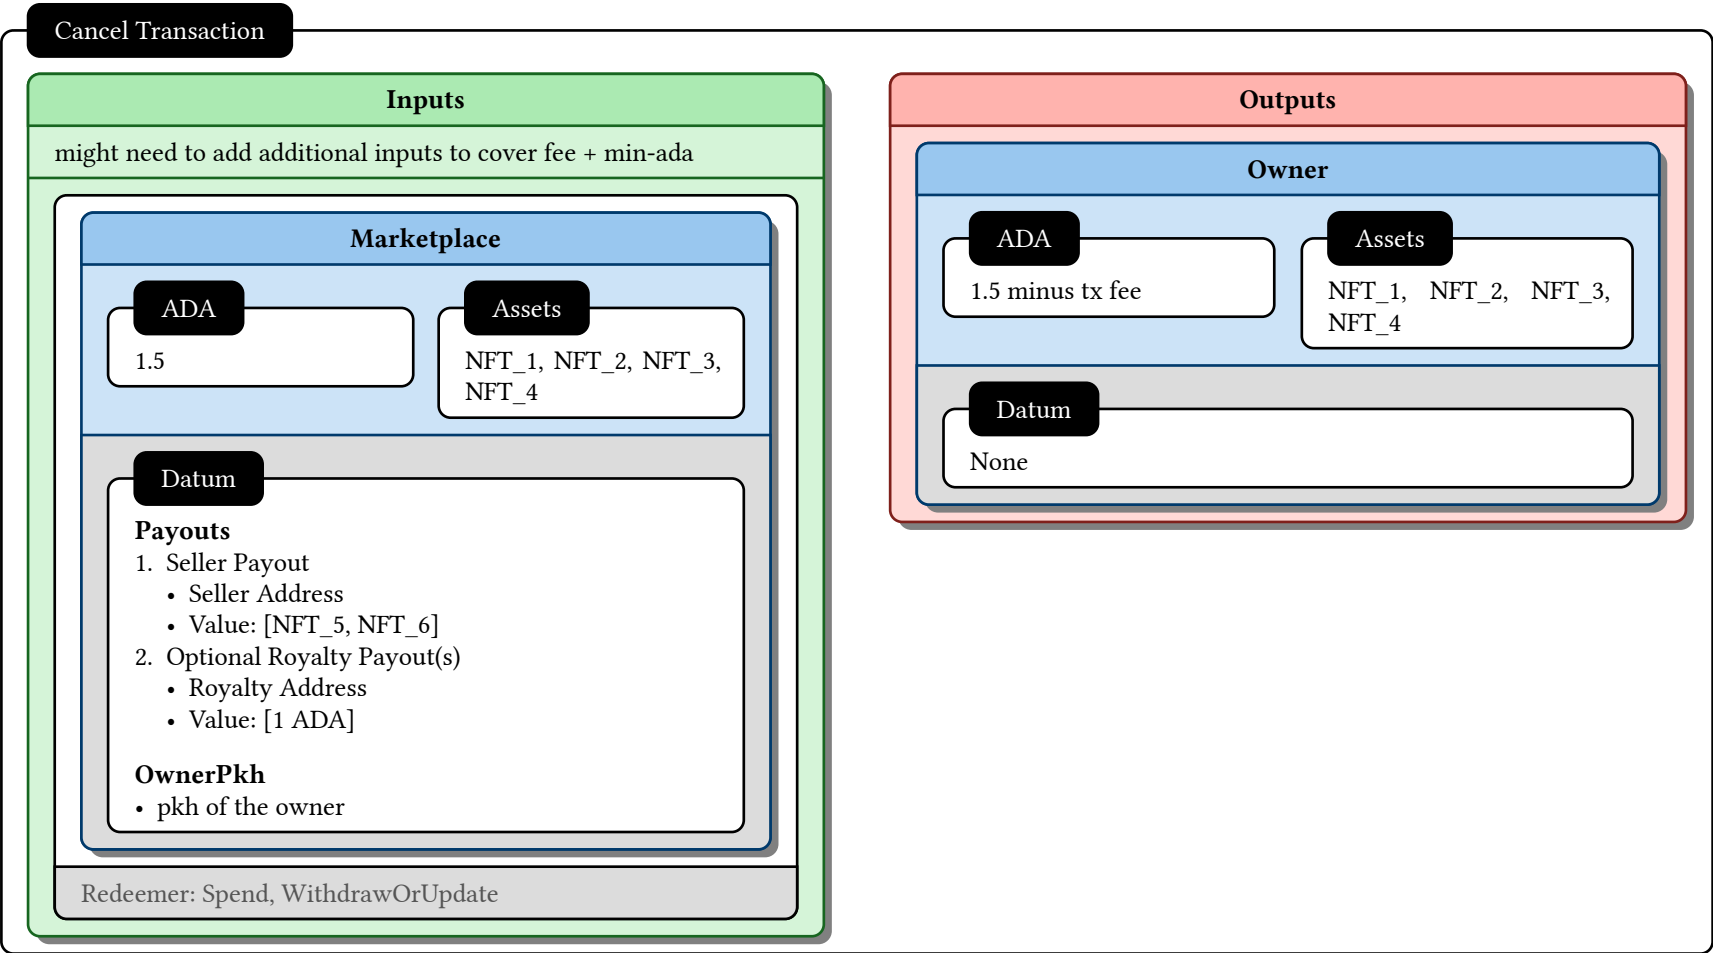 Cancel Transaction
Inputs
might need to add additional inputs to cover fee + min-ada
Marketplace
ADA
1.5
Assets
NFT_1, NFT_2, NFT_3,
NFT_4
Datum
Payouts
1. Seller Payout
• Seller Address
• Value: [NFT_5, NFT_6]
2. Optional Royalty Payout(s)
• Royalty Address
• Value: [1 ADA]
OwnerPkh
• pkh of the owner
Redeemer: Spend, WithdrawOrUpdate
Outputs
Owner
ADA
1.5 minus tx fee
Assets
NFT_1, NFT_2, NFT_3,
NFT_4
Datum
None